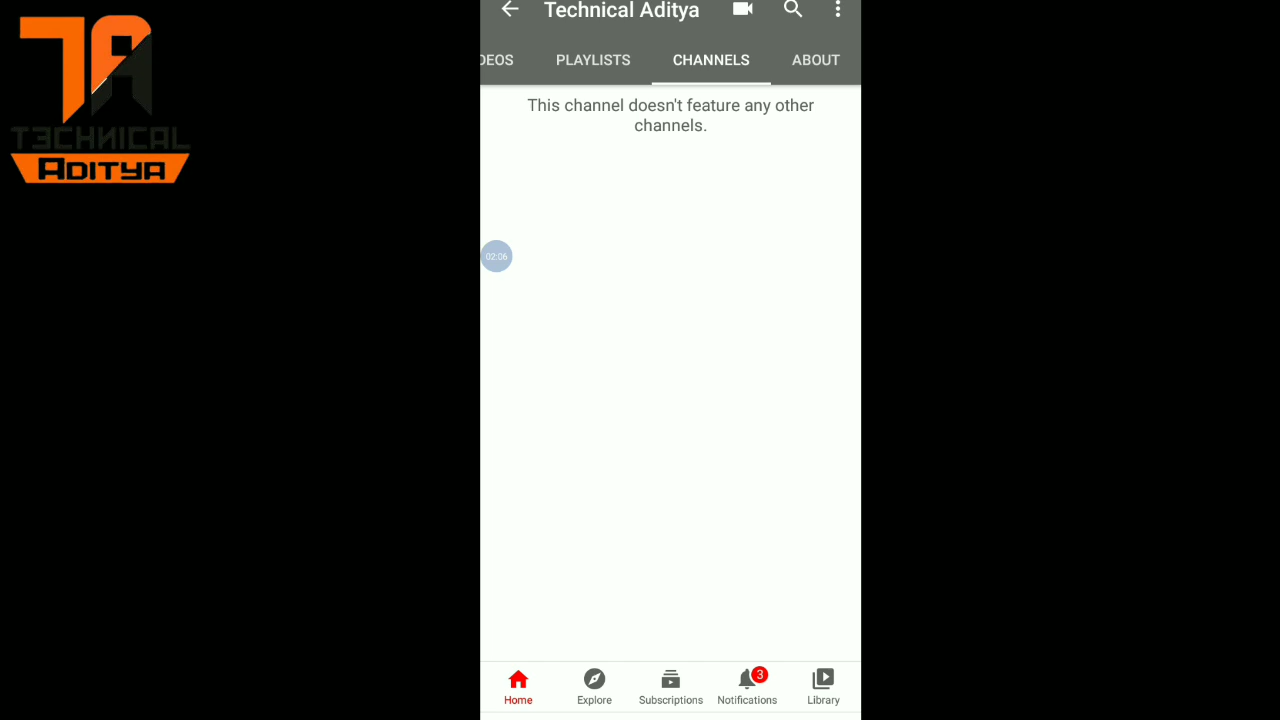 TECHNICAL
ADITYA
Technical Aditya
DEOS PLAYLISTS CHANNELS ABOUT
This channel doesn't feature any other
channels.
02:06
3
Home Explore Subscriptions Notifications Library